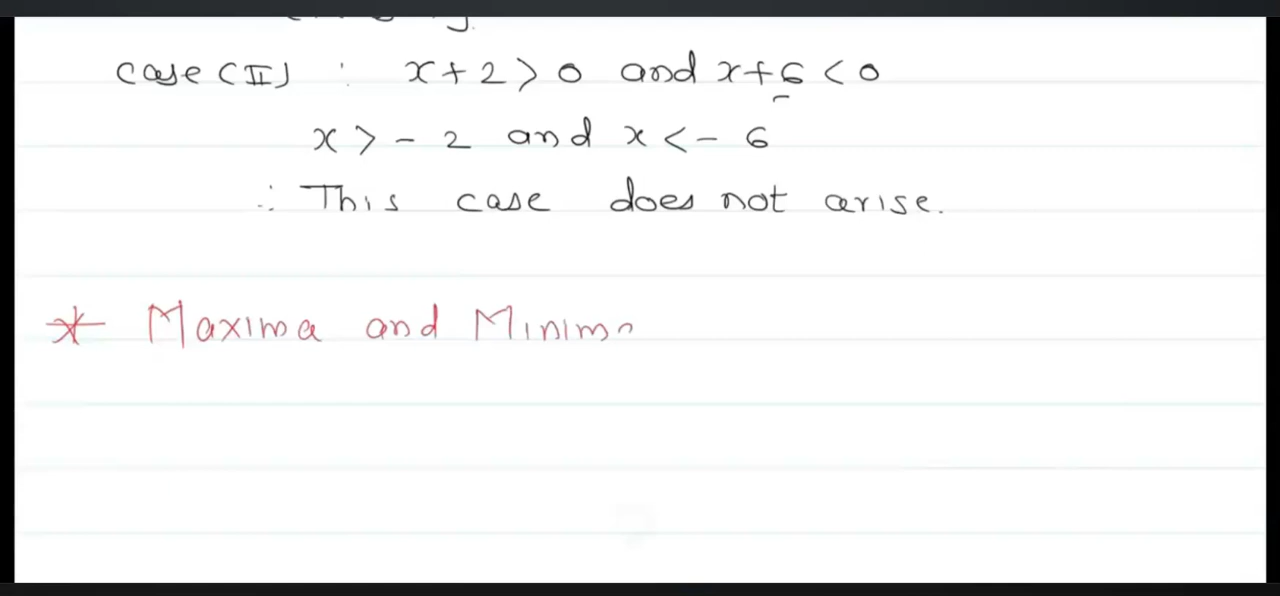 case (II) : x + 2 > 0 and x + 6 < 0
x > - 2 and x < - 6
∴ This case does not arise.
* Maxima and Minima